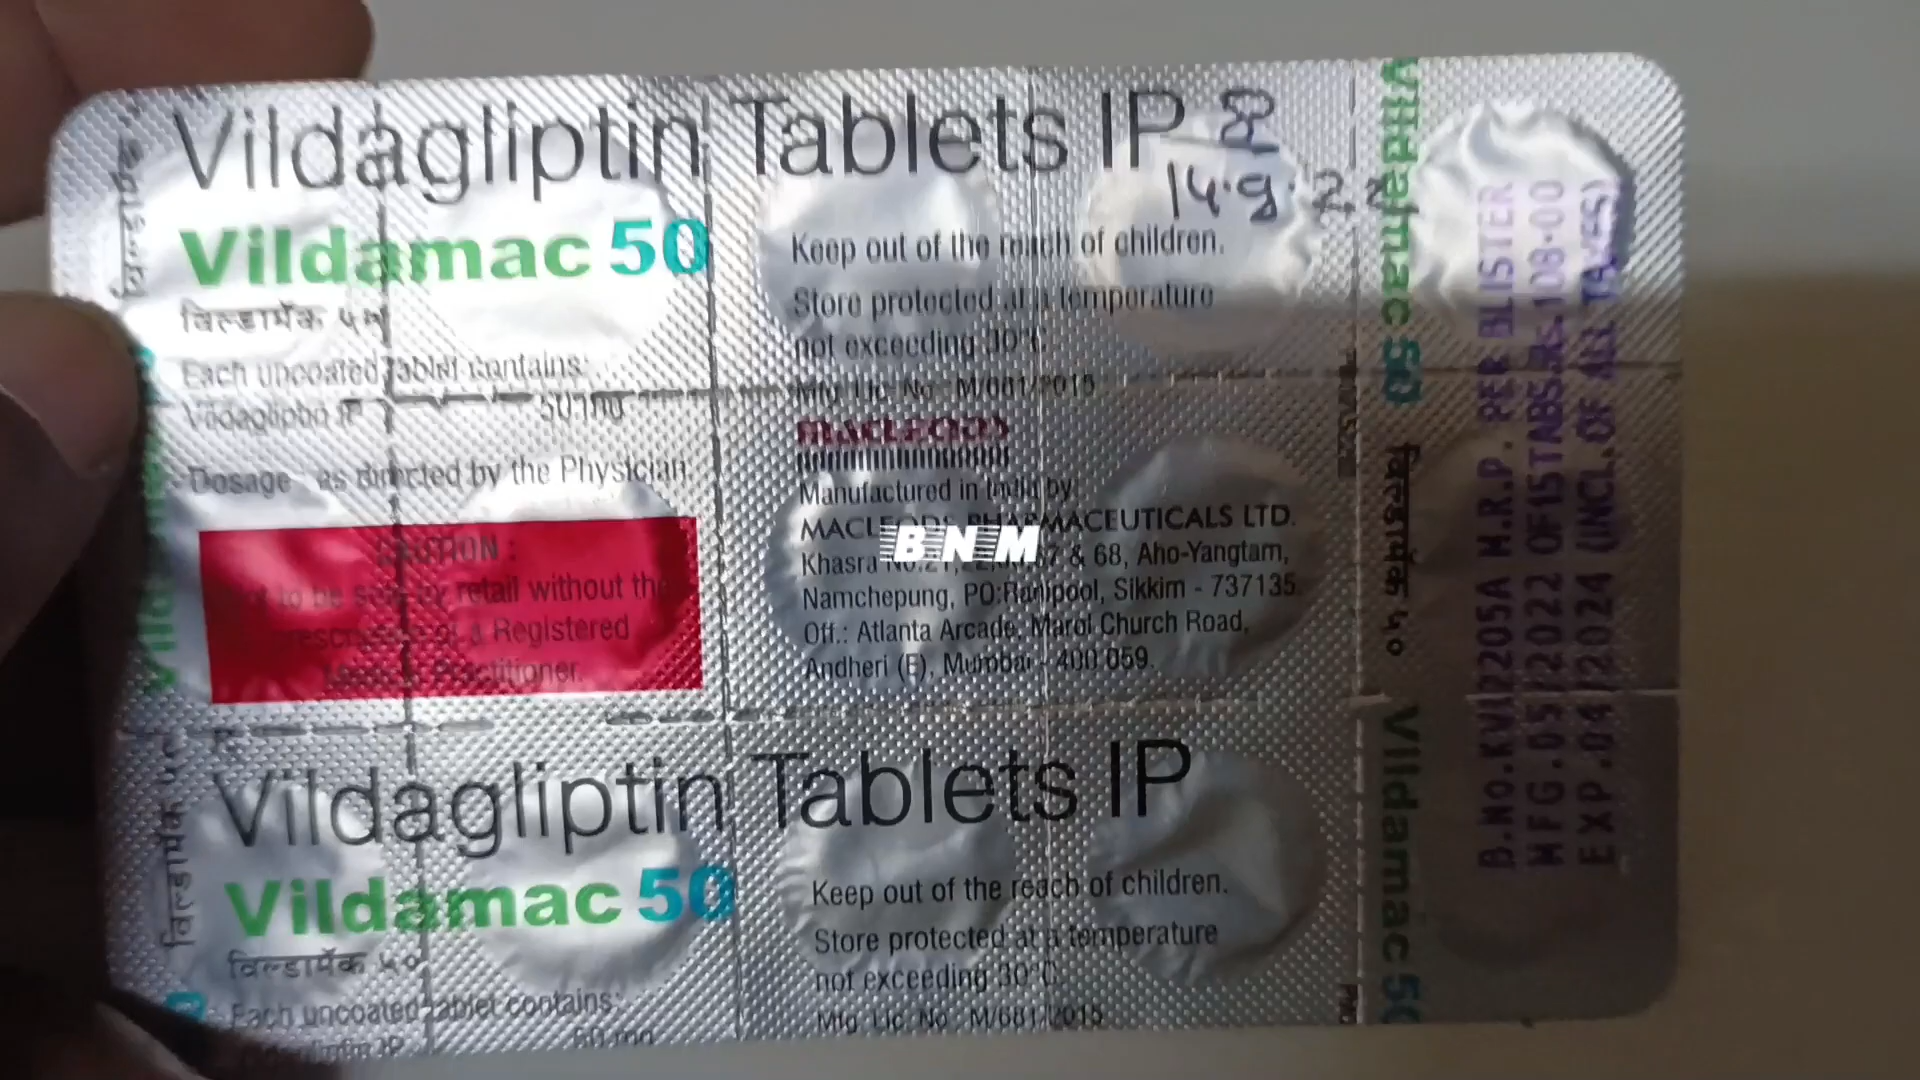 Vildagliptin Tablets IP
14.9.22
Vildamac 50
विल्डामॅक ५०
Each uncoated tablet contains:
Vildagliptin IP 50 mg
Dosage: as directed by the Physician.
CAUTION :
Not to be sold by retail without the
prescription of a Registered
Medical Practitioner.
Keep out of the reach of children.
Store protected at a temperature
not exceeding 30°C.
Mfg. Lic. No.: M/681/2015
MACLEODS
Manufactured in India by:
MACLEODS PHARMACEUTICALS LTD.
Khasra No. 67 & 68, Aho-Yangtam,
Namchepung, PO:Ranipool, Sikkim - 737135.
Off.: Atlanta Arcade, Marol Church Road,
Andheri (E), Mumbai - 400 059.
BNM
Vildagliptin Tablets IP
Vildamac 50
विल्डामॅक ५०
Each uncoated tablet contains:
Vildagliptin IP 50 mg
Keep out of the reach of children.
Store protected at a temperature
not exceeding 30°C.
Mfg. Lic. No.: M/681/2015
Vildamac 50
विल्डामॅक ५०
Vildamac 50
B.No.KVI2205A M.R.P. PER BLISTER
MFG.05/2022 OF15TABS.Rs.108.00
EXP.04/2024 (INCL.OF ALL TAXES)